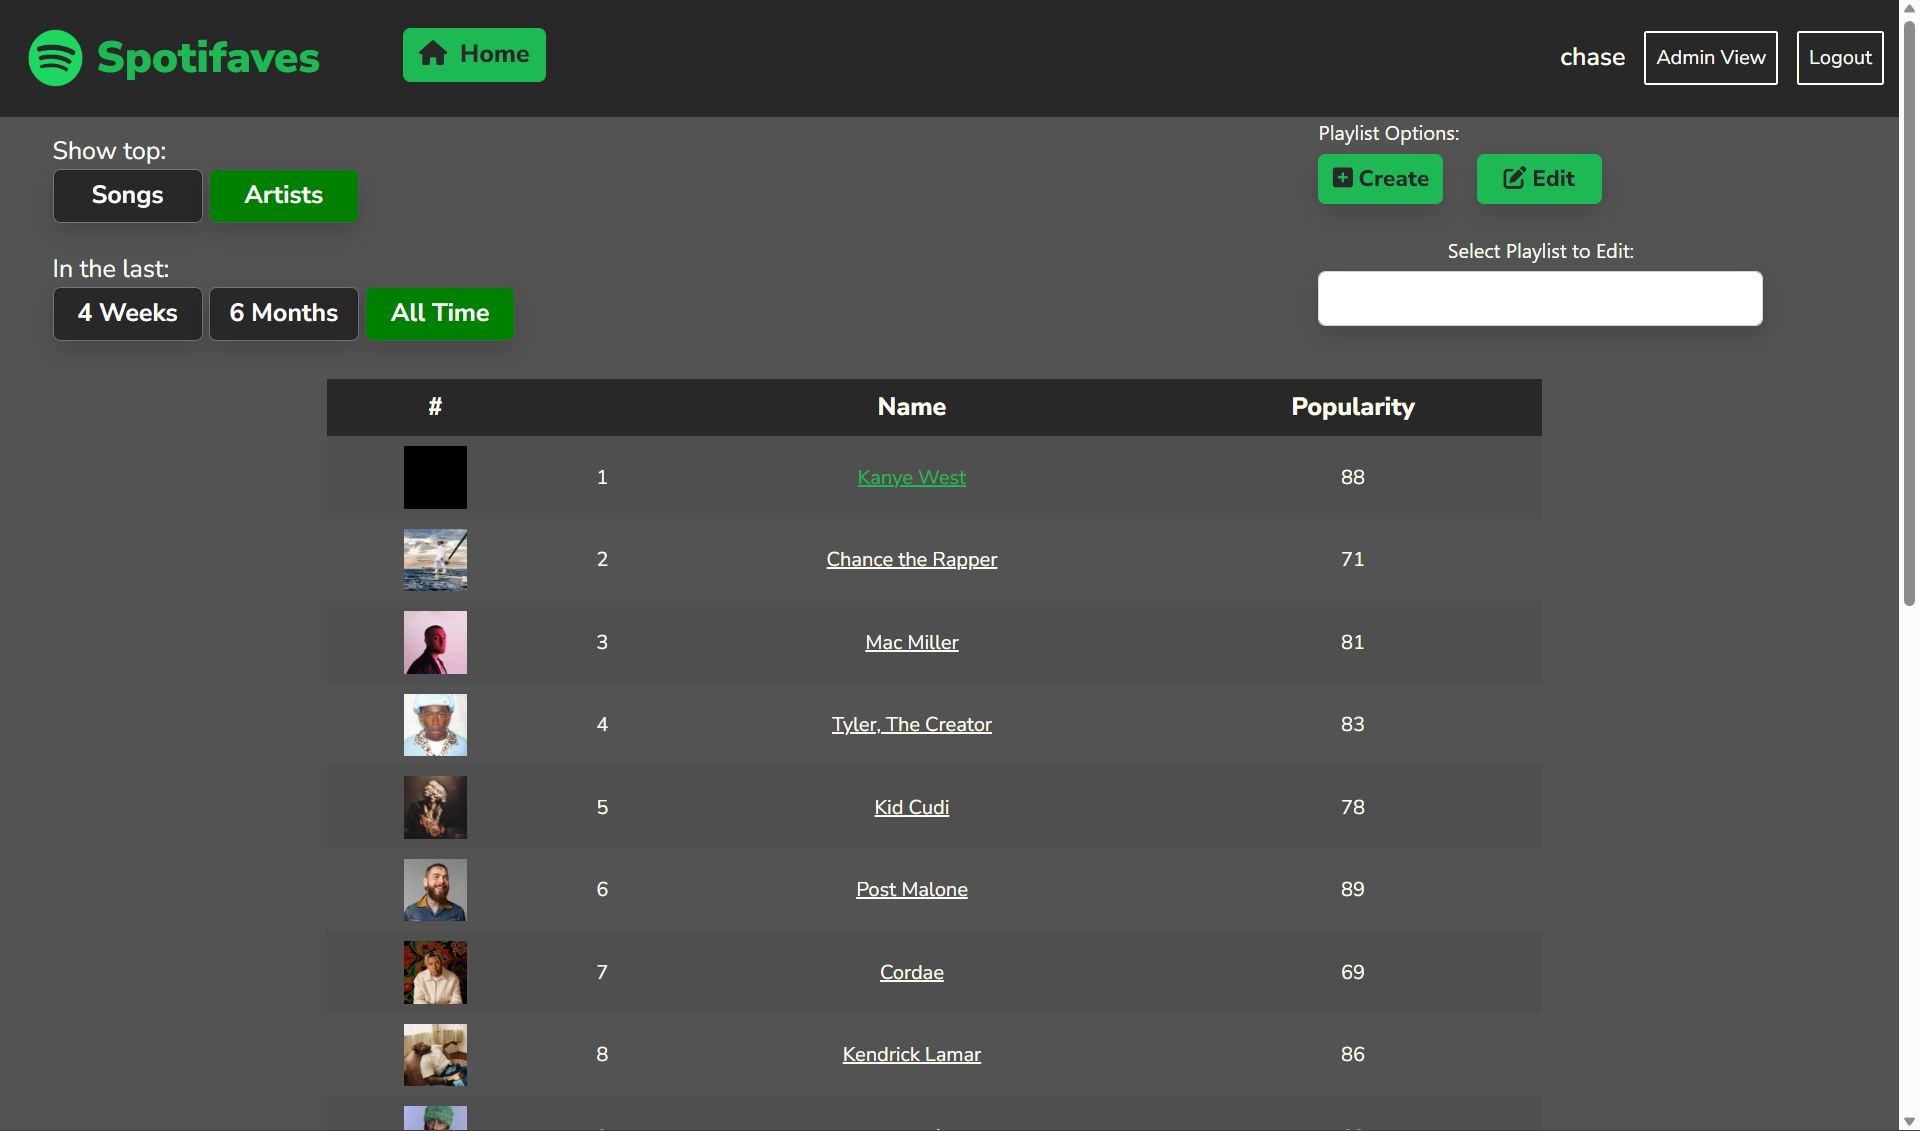 Spotifaves
Home
chase
Admin View
Logout
Show top:
Songs
Artists
In the last:
4 Weeks
6 Months
All Time
Playlist Options:
Create
Edit
Select Playlist to Edit:
# Name Popularity
1 Kanye West 88
2 Chance the Rapper 71
3 Mac Miller 81
4 Tyler, The Creator 83
5 Kid Cudi 78
6 Post Malone 89
7 Cordae 69
8 Kendrick Lamar 86